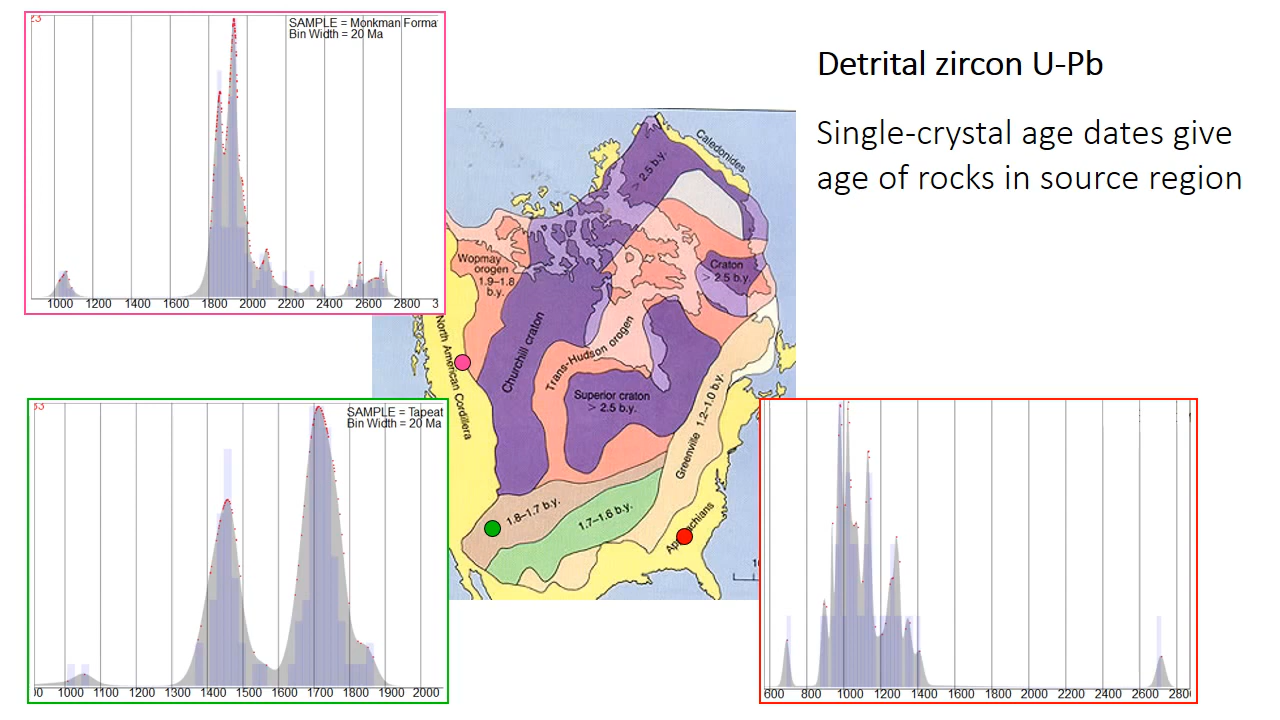 Detrital zircon U-Pb
Single-crystal age dates give
age of rocks in source region
23
SAMPLE = Monkman Forma
Bin Width = 20 Ma
1000 1200 1400 1600 1800 2000 2200 2400 2600 2800 3
Caledonides
> 2.5 b.y.
Wopmay
orogen
1.9–1.8
b.y.
Craton
> 2.5 b.y.
North American Cordillera
Churchill craton
Trans-Hudson orogen
Superior craton
> 2.5 b.y.
Grenville 1.2–1.0 b.y.
1.8–1.7 b.y.
1.7–1.6 b.y.
SAMPLE = Tapeat
Bin Width = 20 Ma
1000 1100 1200 1300 1400 1500 1600 1700 1800 1900 2000
600 800 1000 1200 1400 1600 1800 2000 2200 2400 2600 280